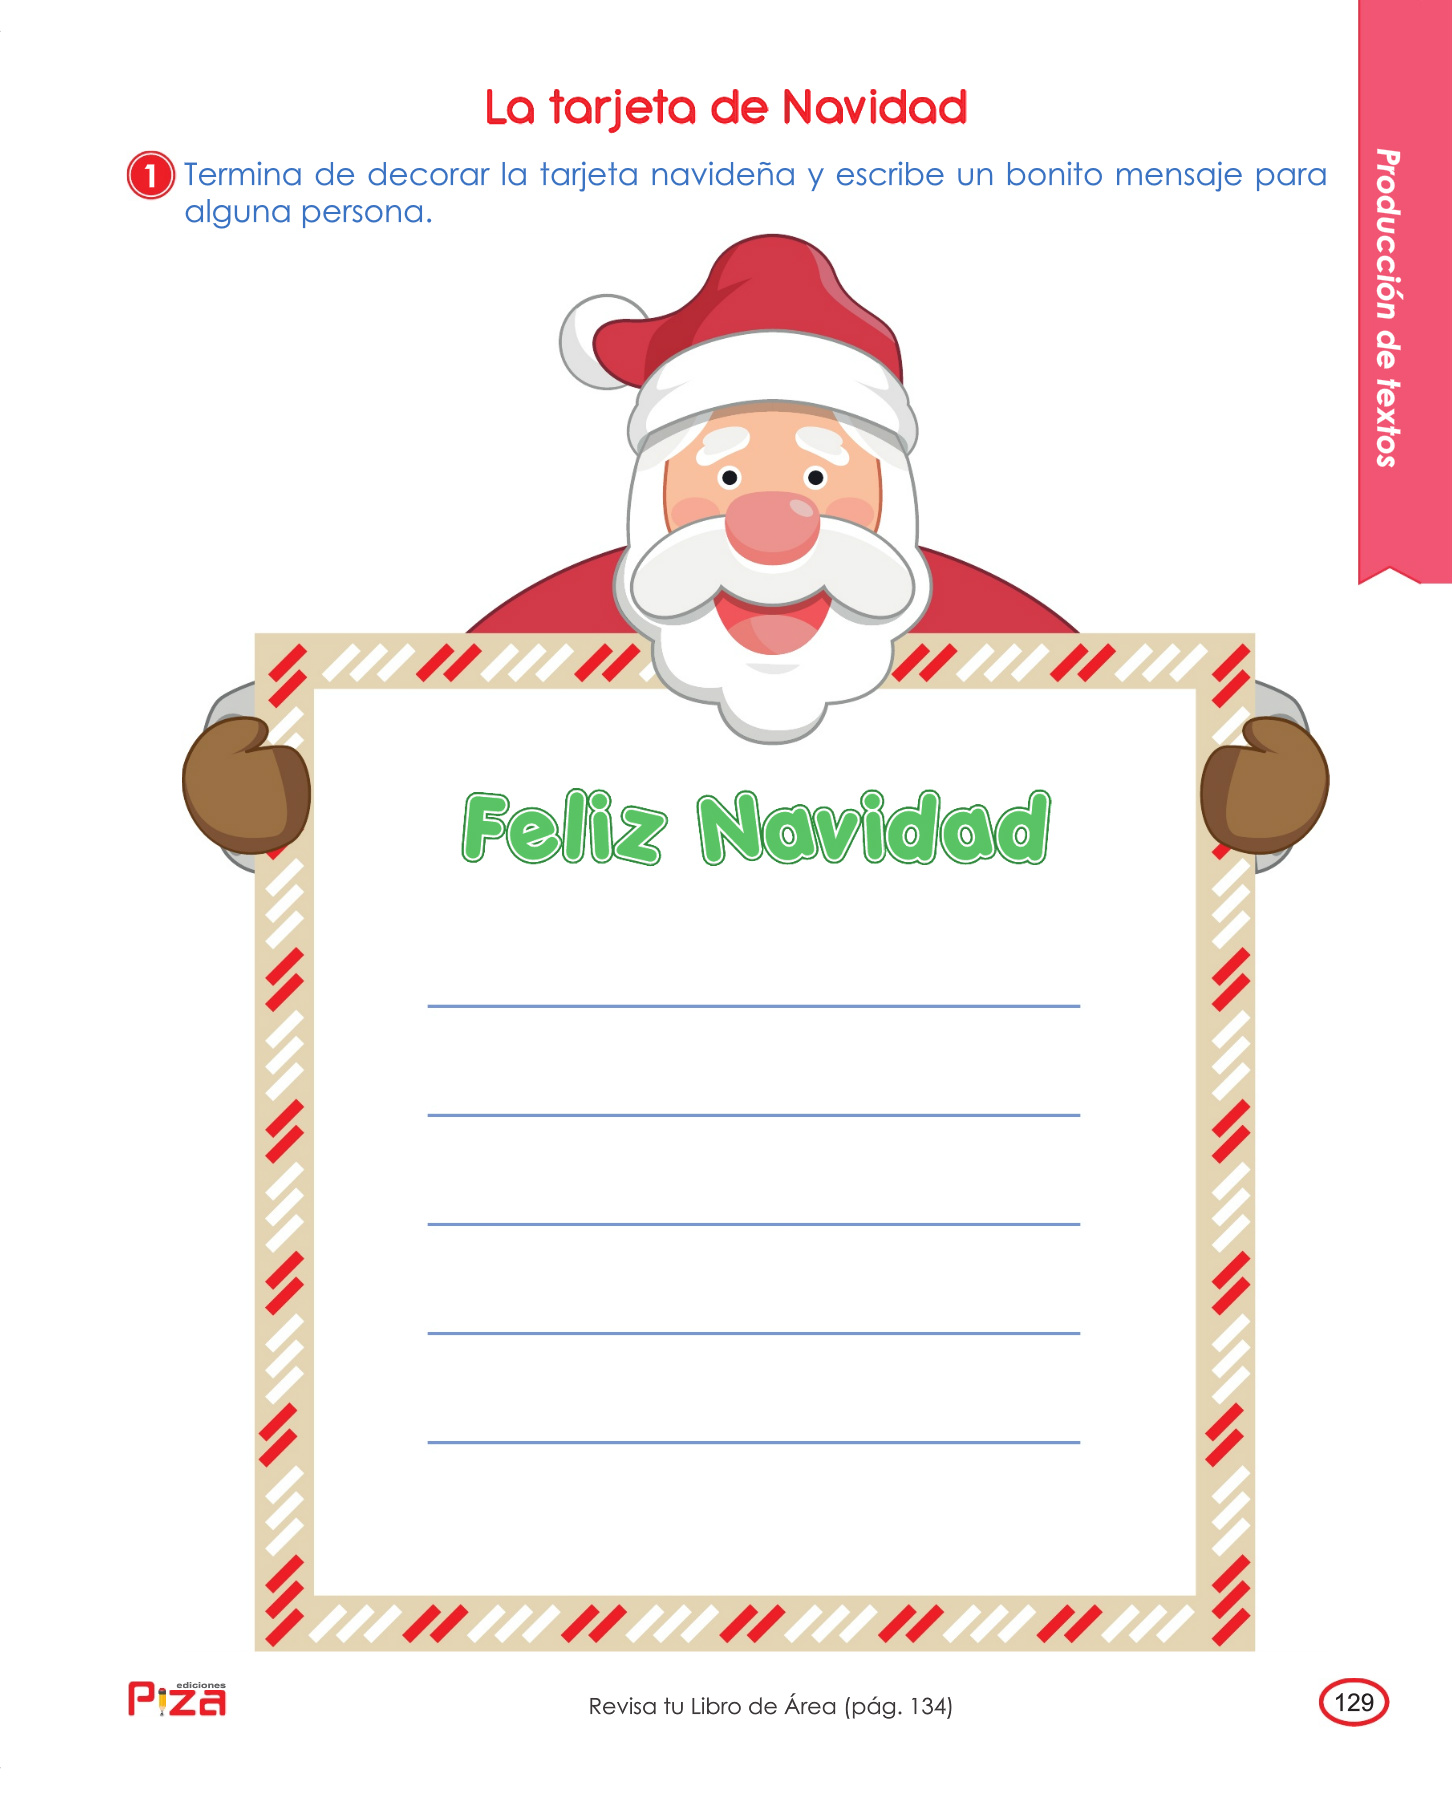 La tarjeta de Navidad
1 Termina de decorar la tarjeta navideña y escribe un bonito mensaje para
alguna persona.
Producción de textos
Feliz Navidad
ediciones
Piza
Revisa tu Libro de Área (pág. 134)
129